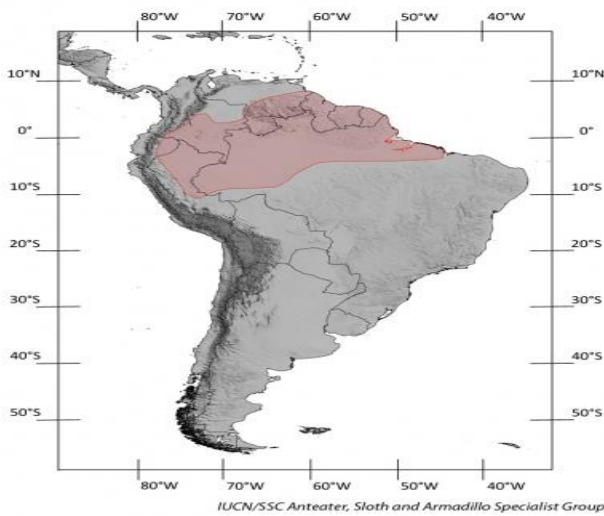 80°W 70°W 60°W 50°W 40°W
10°N 10°N
0° 0°
10°S 10°S
20°S 20°S
30°S 30°S
40°S 40°S
50°S 50°S
80°W 70°W 60°W 50°W 40°W
IUCN/SSC Anteater, Sloth and Armadillo Specialist Group